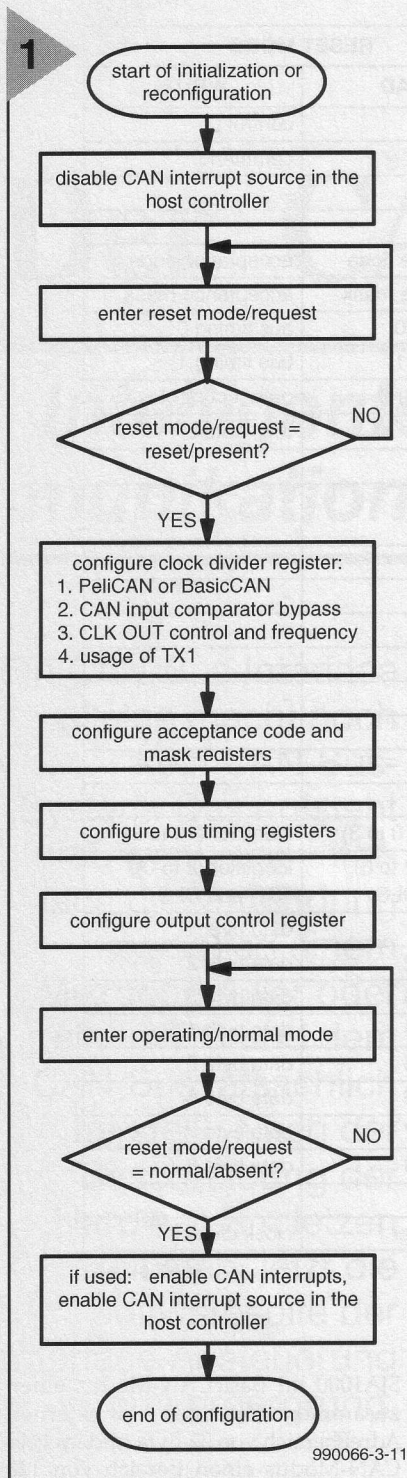 1
start of initialization or
reconfiguration
disable CAN interrupt source in the
host controller
enter reset mode/request
reset mode/request =
reset/present?
NO
YES
configure clock divider register:
1. PeliCAN or BasicCAN
2. CAN input comparator bypass
3. CLK OUT control and frequency
4. usage of TX1
configure acceptance code and
mask registers
configure bus timing registers
configure output control register
enter operating/normal mode
reset mode/request
= normal/absent?
NO
YES
if used: enable CAN interrupts,
enable CAN interrupt source in the
host controller
end of configuration
990066-3-11